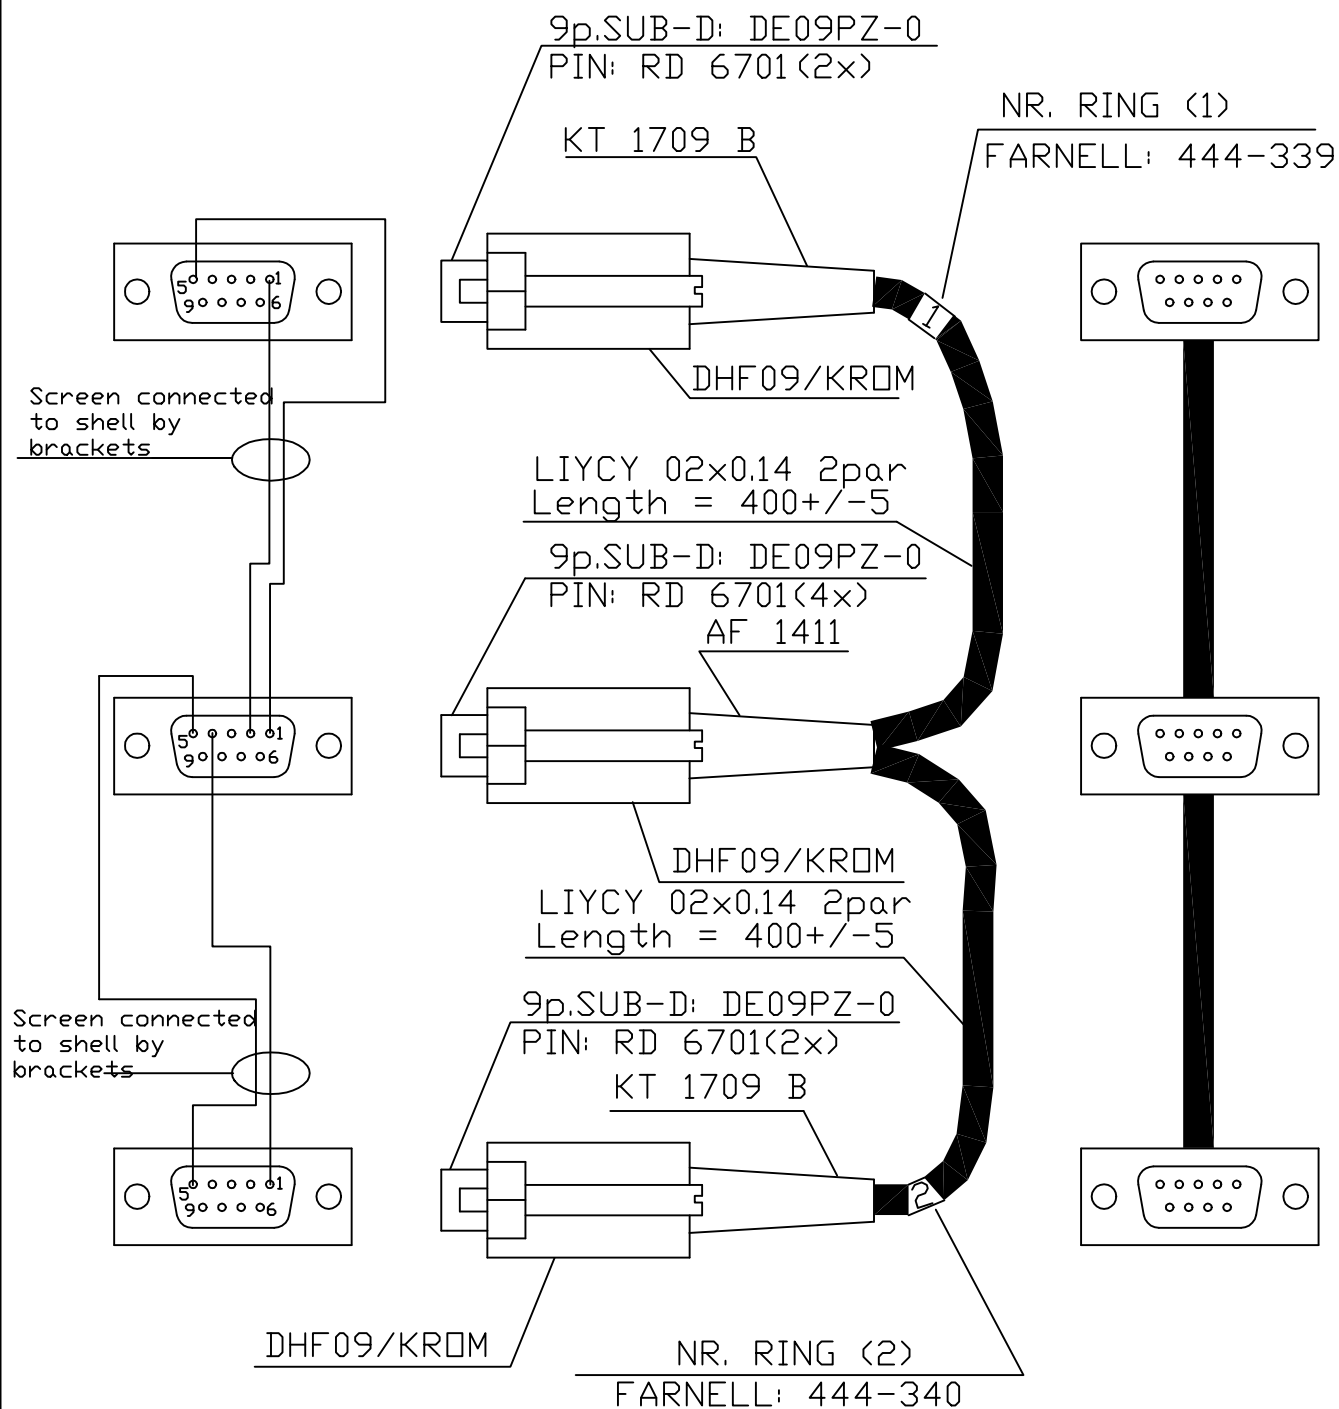 9p.SUB-D: DE09PZ-0
PIN: RD 6701(2x)
NR. RING (1)
FARNELL: 444-339
KT 1709 B
5 1
9 6
1
DHF09/KROM
Screen connected
to shell by
brackets
LIYCY 02x0.14 2par
Length = 400+/-5
9p.SUB-D: DE09PZ-0
PIN: RD 6701(4x)
AF 1411
5 1
9 6
DHF09/KROM
LIYCY 02x0.14 2par
Length = 400+/-5
9p.SUB-D: DE09PZ-0
PIN: RD 6701(2x)
Screen connected
to shell by
brackets
KT 1709 B
5 1
9 6
2
DHF09/KROM
NR. RING (2)
FARNELL: 444-340